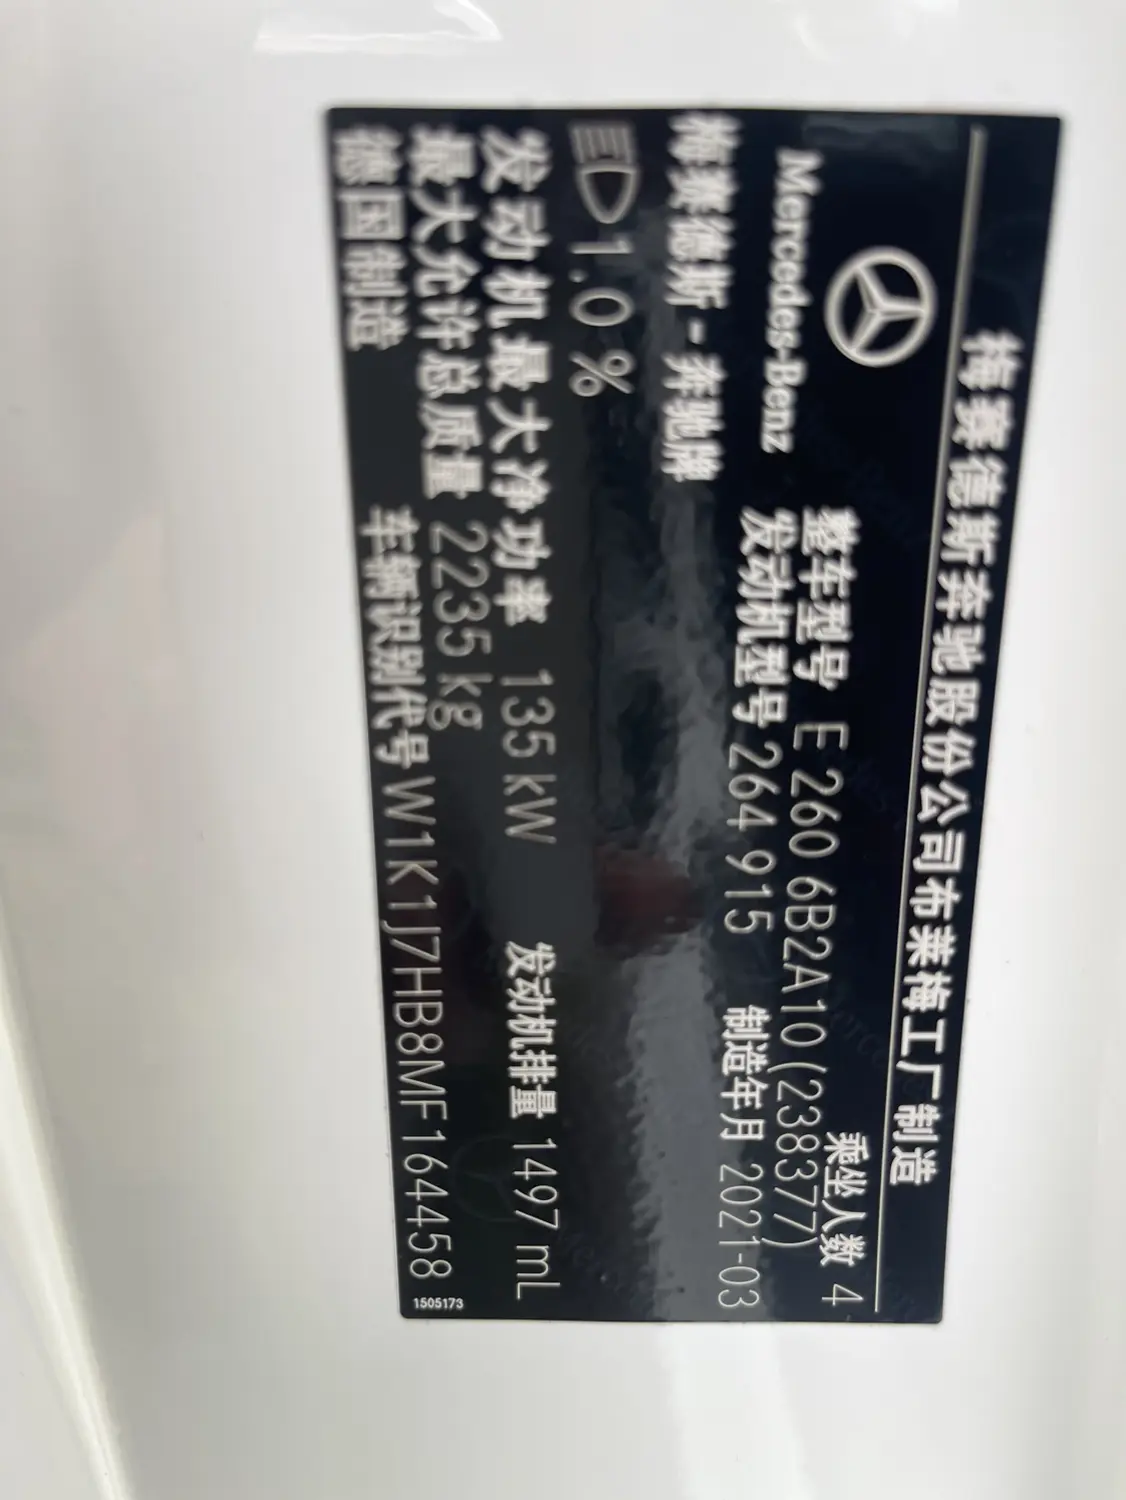 梅赛德斯奔驰股份公司布莱梅工厂制造
乘坐人数 4
整车型号 E 260 6B2A10 (238377)
Mercedes-Benz
发动机型号 264 915 制造年月 2021-03
梅赛德斯-奔驰牌
1.0 %
发动机最大净功率 135 kW 发动机排量 1497 mL
最大允许总质量 2235 kg
德国制造 车辆识别代号 W1K1J7HB8MF164458
1505173